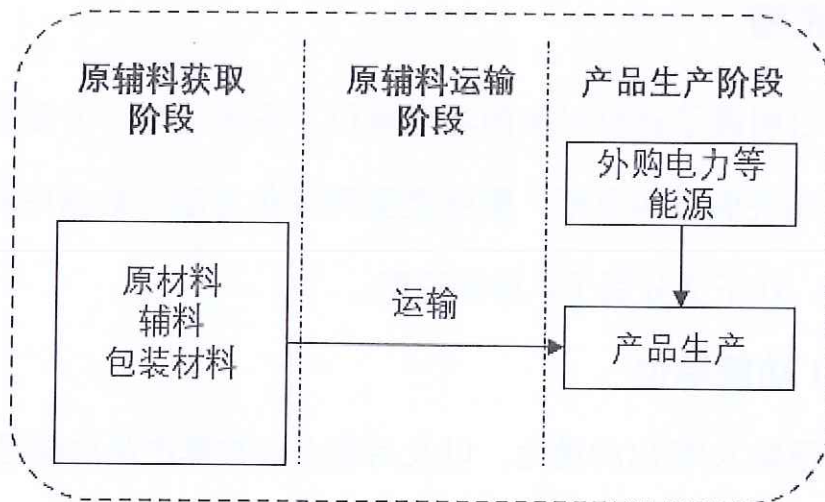 原辅料获取
阶段
原辅料运输
阶段
产品生产阶段
外购电力等
能源
原材料
辅料
包装材料
运输
产品生产